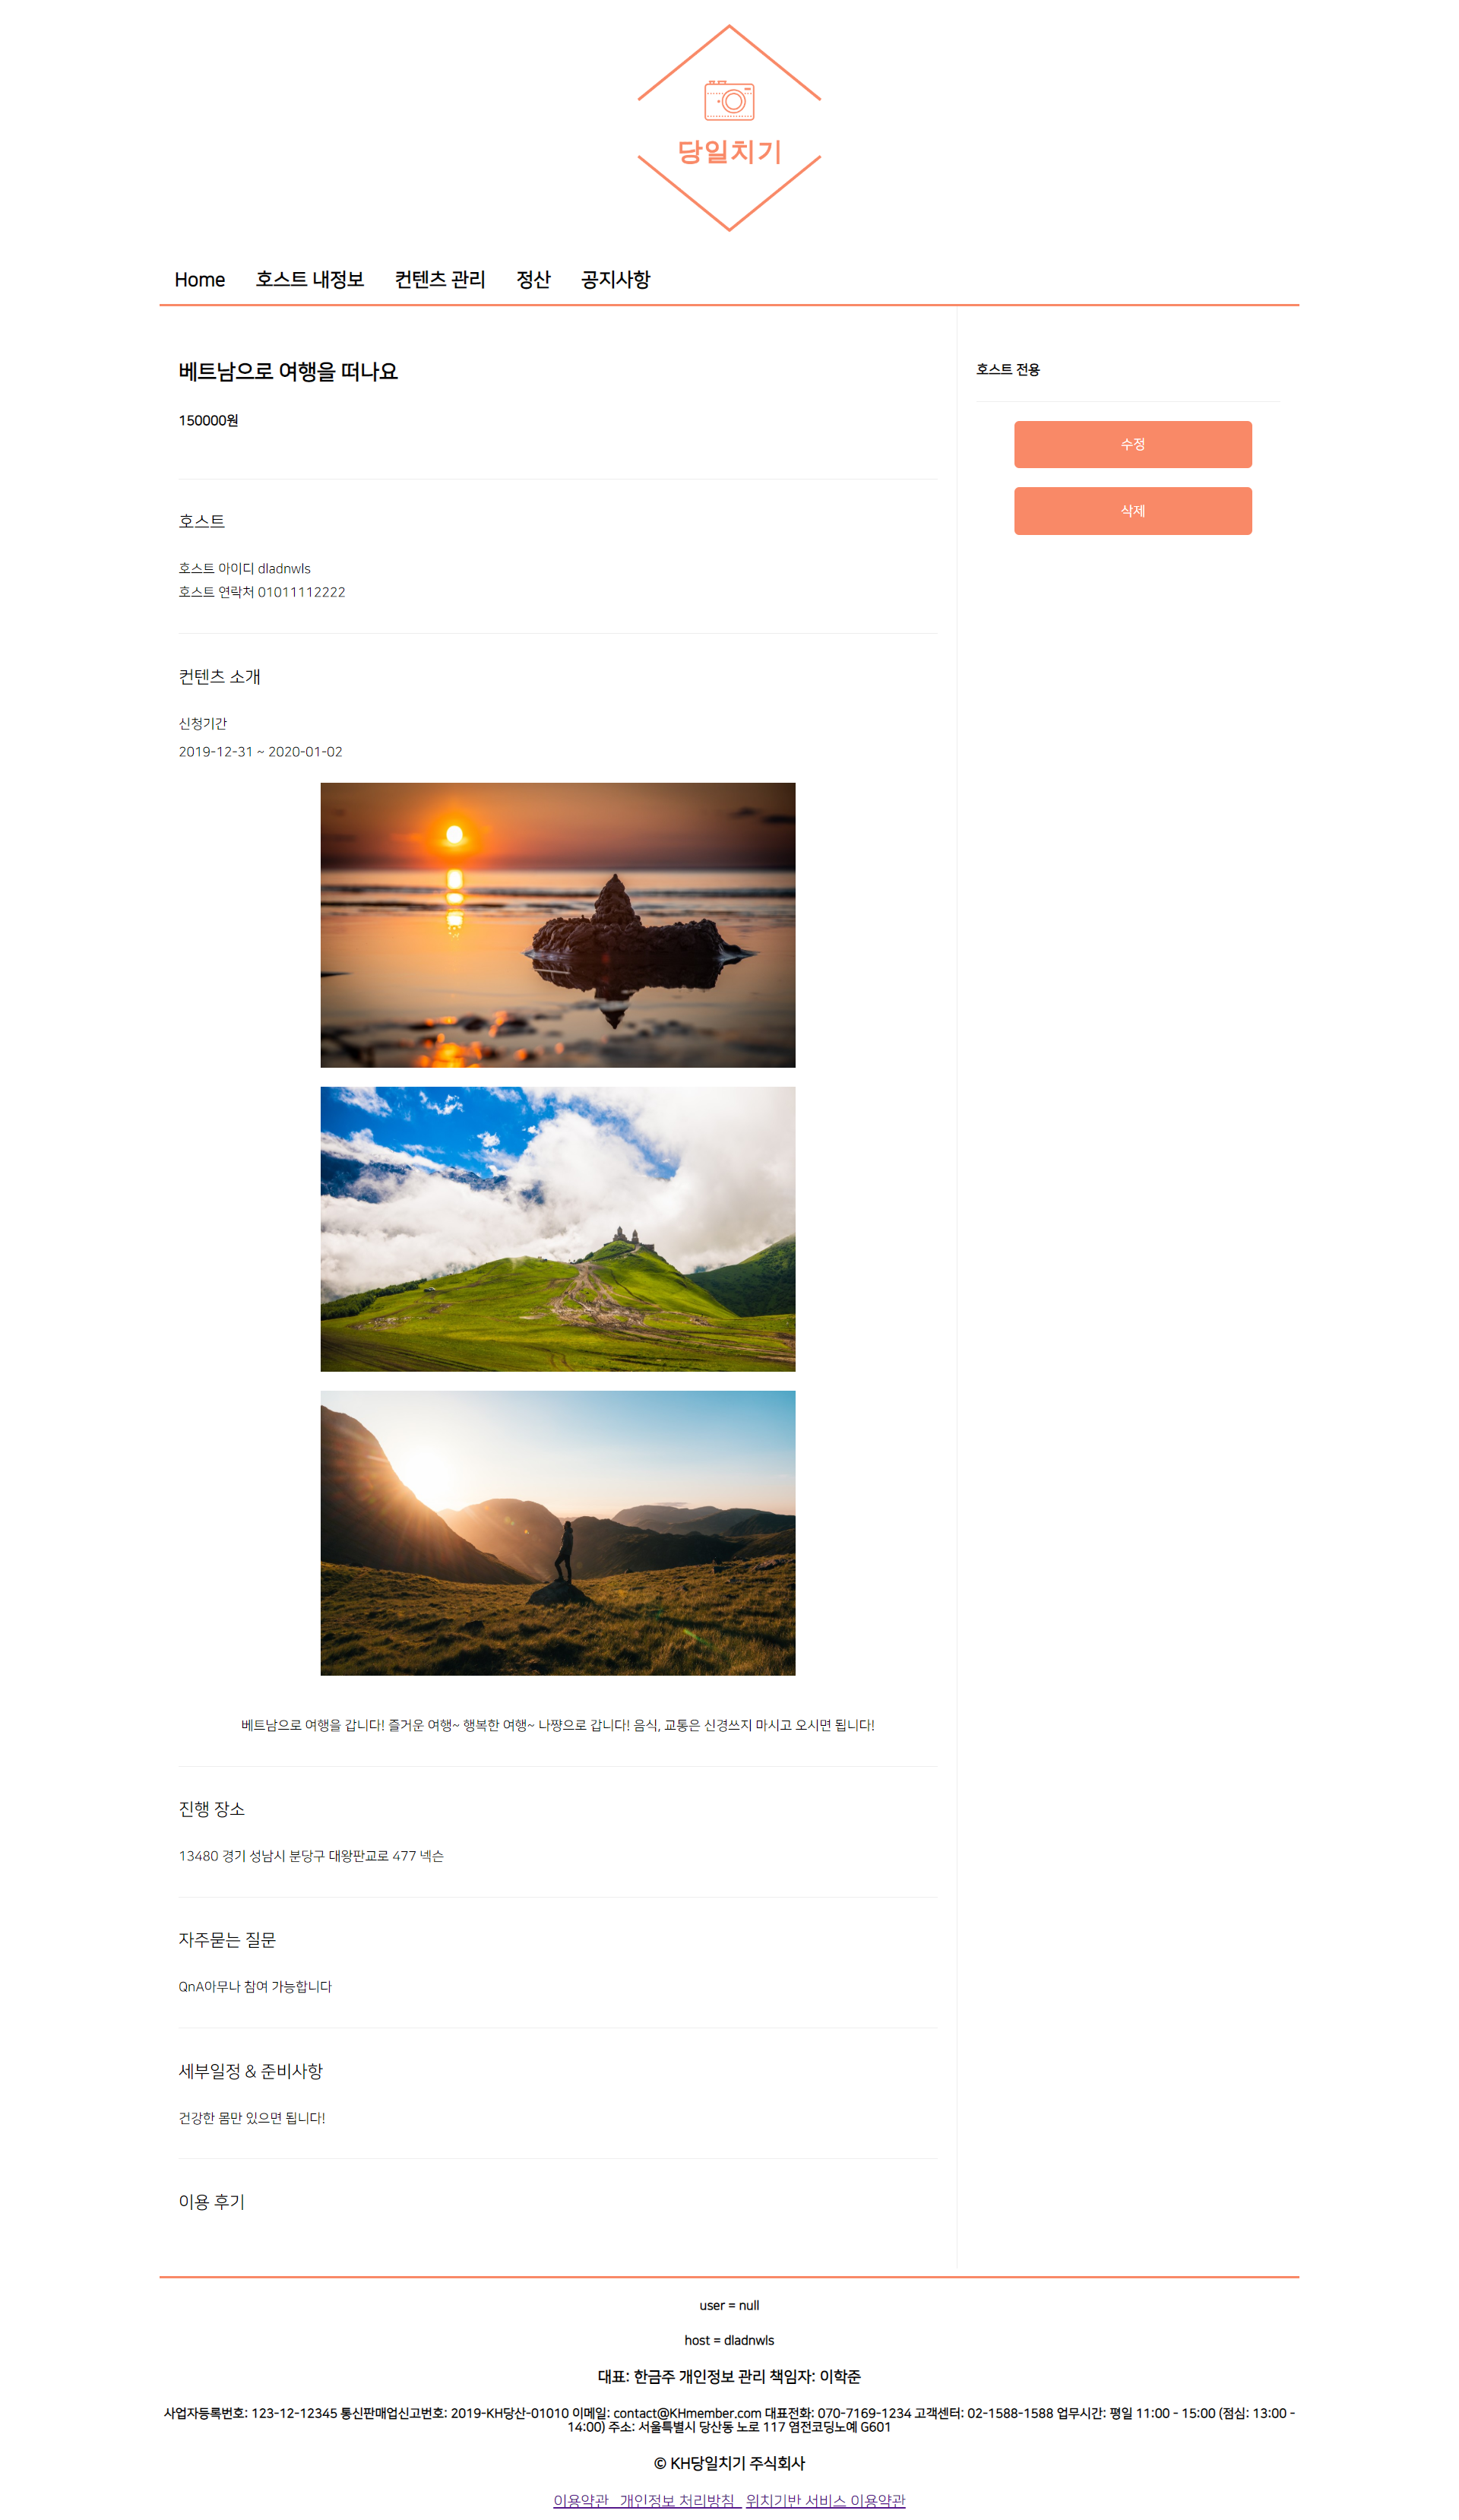 당일치기
Home 호스트 내정보 컨텐츠 관리 정산 공지사항
베트남으로 여행을 떠나요
150000원
호스트
호스트 아이디 dladnwls
호스트 연락처 01011112222
컨텐츠 소개
신청기간
2019-12-31 ~ 2020-01-02
베트남으로 여행을 갑니다! 즐거운 여행~ 행복한 여행~ 나쨩으로 갑니다! 음식, 교통은 신경쓰지 마시고 오시면 됩니다!
진행 장소
13480 경기 성남시 분당구 대왕판교로 477 넥슨
자주묻는 질문
QnA아무나 참여 가능합니다
세부일정 & 준비사항
건강한 몸만 있으면 됩니다!
이용 후기
호스트 전용
수정
삭제
user = null
host = dladnwls
대표: 한금주 개인정보 관리 책임자: 이학준
사업자등록번호: 123-12-12345 통신판매업신고번호: 2019-KH당산-01010 이메일: contact@KHmember.com 대표전화: 070-7169-1234 고객센터: 02-1588-1588 업무시간: 평일 11:00 - 15:00 (점심: 13:00 -
14:00) 주소: 서울특별시 당산동 노로 117 염전코딩노예 G601
© KH당일치기 주식회사
이용약관 개인정보 처리방침 위치기반 서비스 이용약관